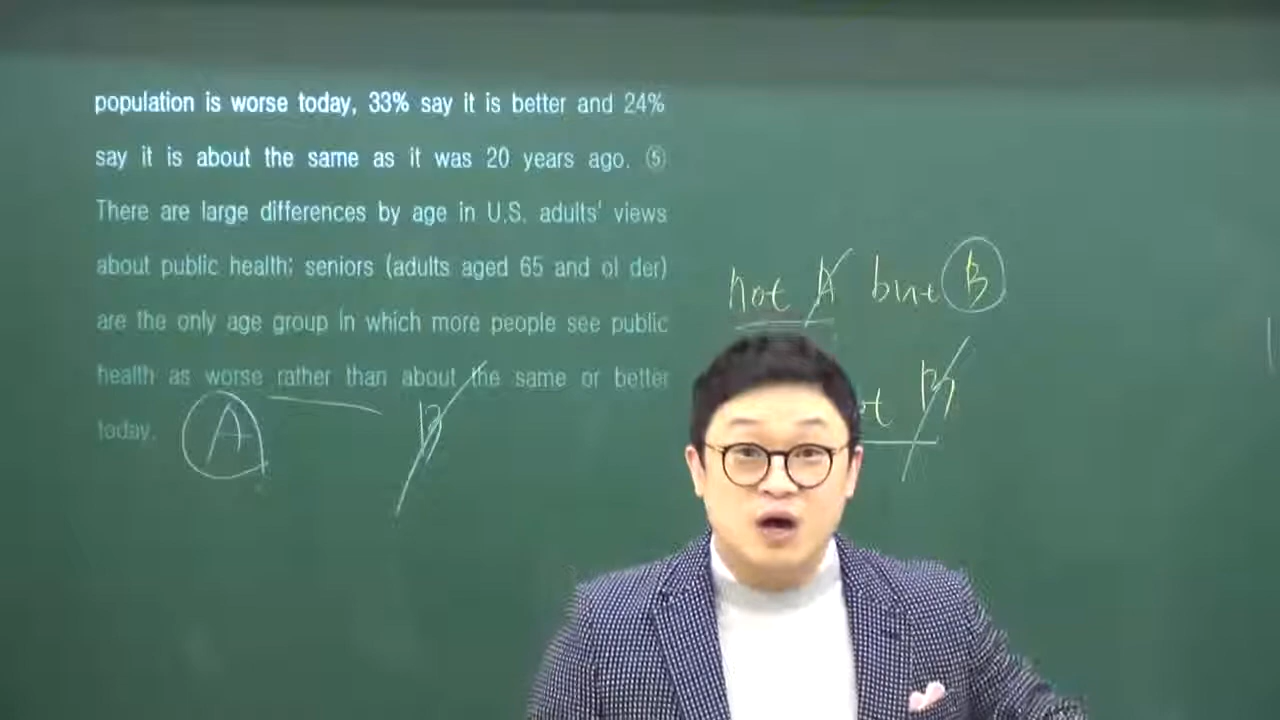 population is worse today, 33% say it is better and 24%
say it is about the same as it was 20 years ago. ⑤
There are large differences by age in U.S. adults' views
about public health; seniors (adults aged 65 and ol der)
are the only age group in which more people see public
health as worse rather than about the same or better
today.
A B
not A but B
ot B